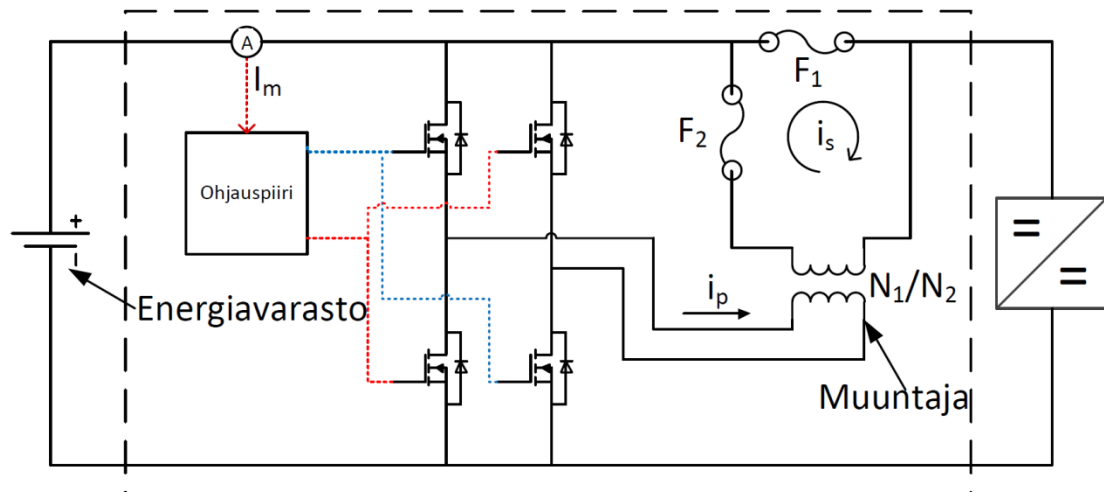 A
I_m
F_1
F_2
i_s
Ohjauspiiri
+
−
=
=
Energiavarasto
i_p
N_1/N_2
Muuntaja